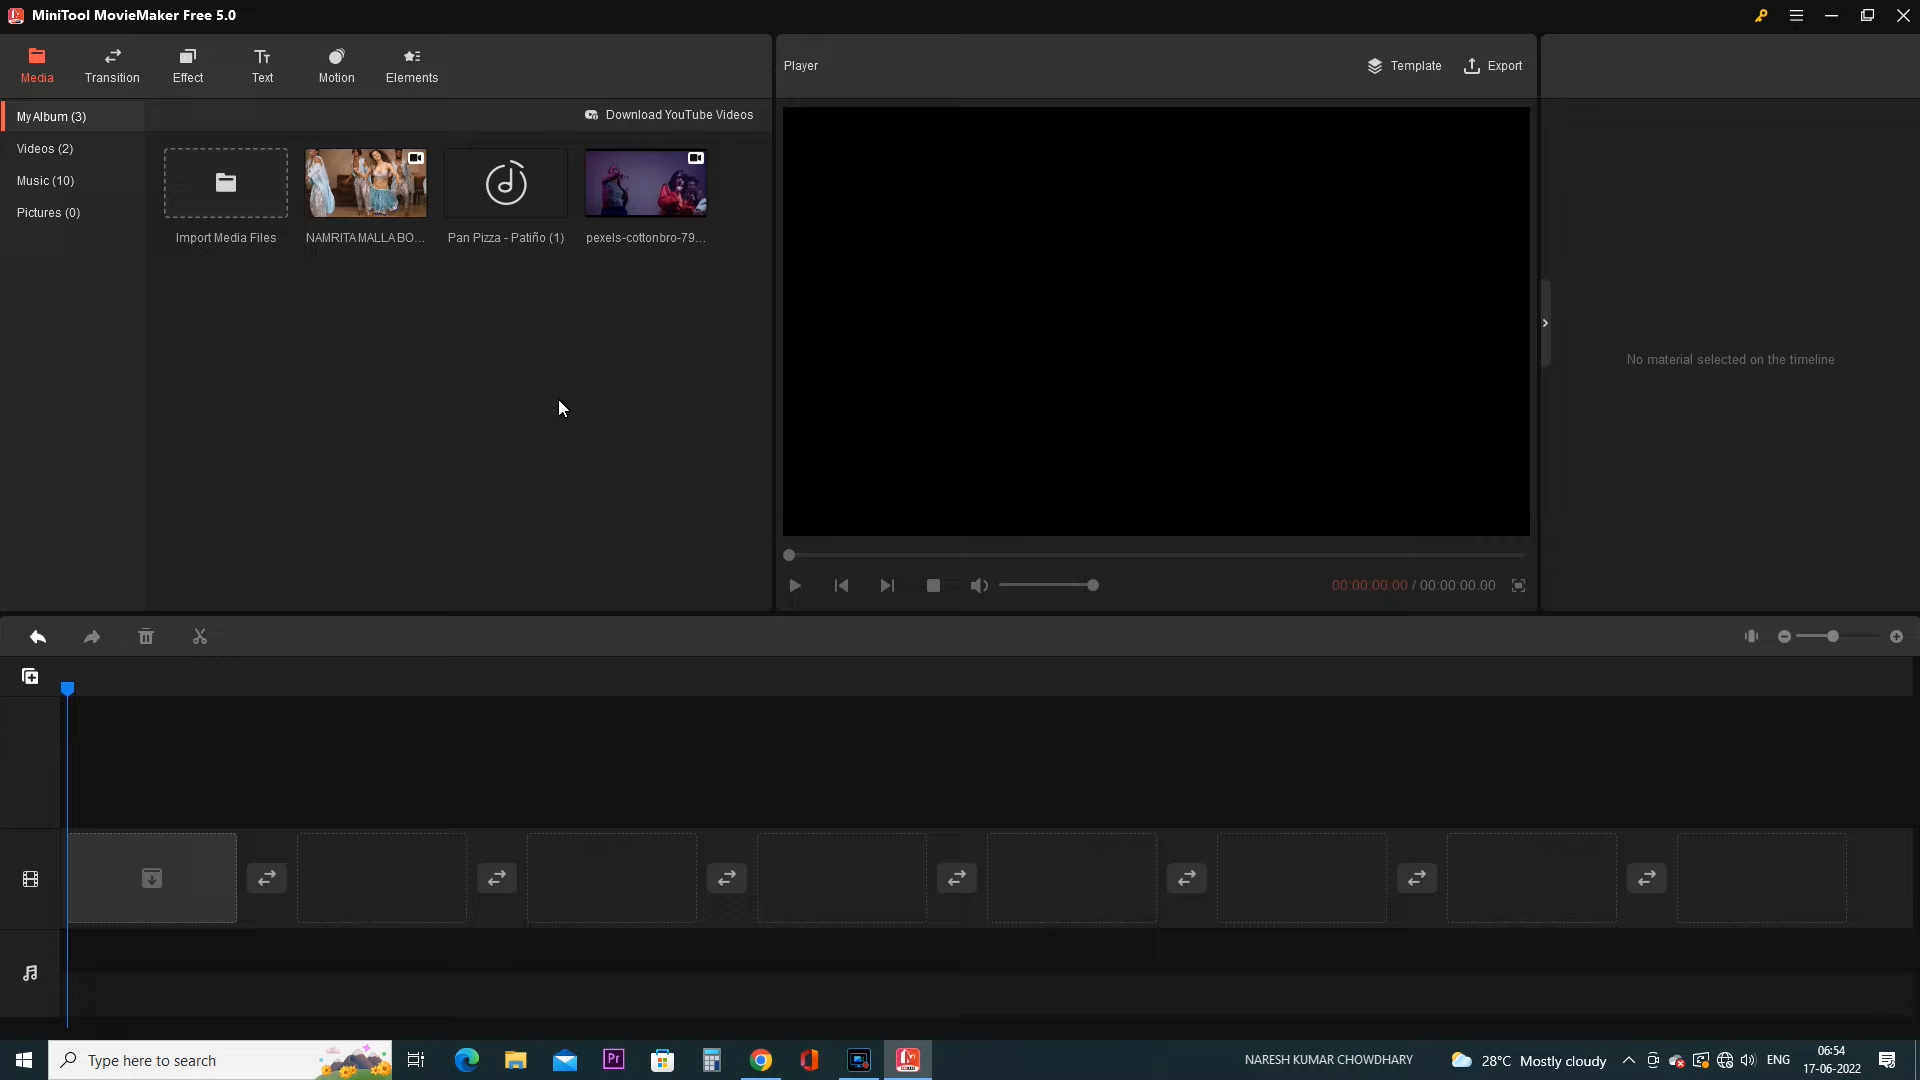 MiniTool MovieMaker Free 5.0
Media
Transition
Effect
Text
Motion
Elements
Player
Template
Export
My Album (3)
Download YouTube Videos
Videos (2)
Music (10)
Pictures (0)
Import Media Files
NAMRITA MALLA BO...
Pan Pizza - Patiño (1)
pexels-cottonbro-79...
No material selected on the timeline
00:00:00.00 / 00:00:00.00
Type here to search
Pr
NARESH KUMAR CHOWDHARY
28°C Mostly cloudy
ENG
06:54
17-06-2022